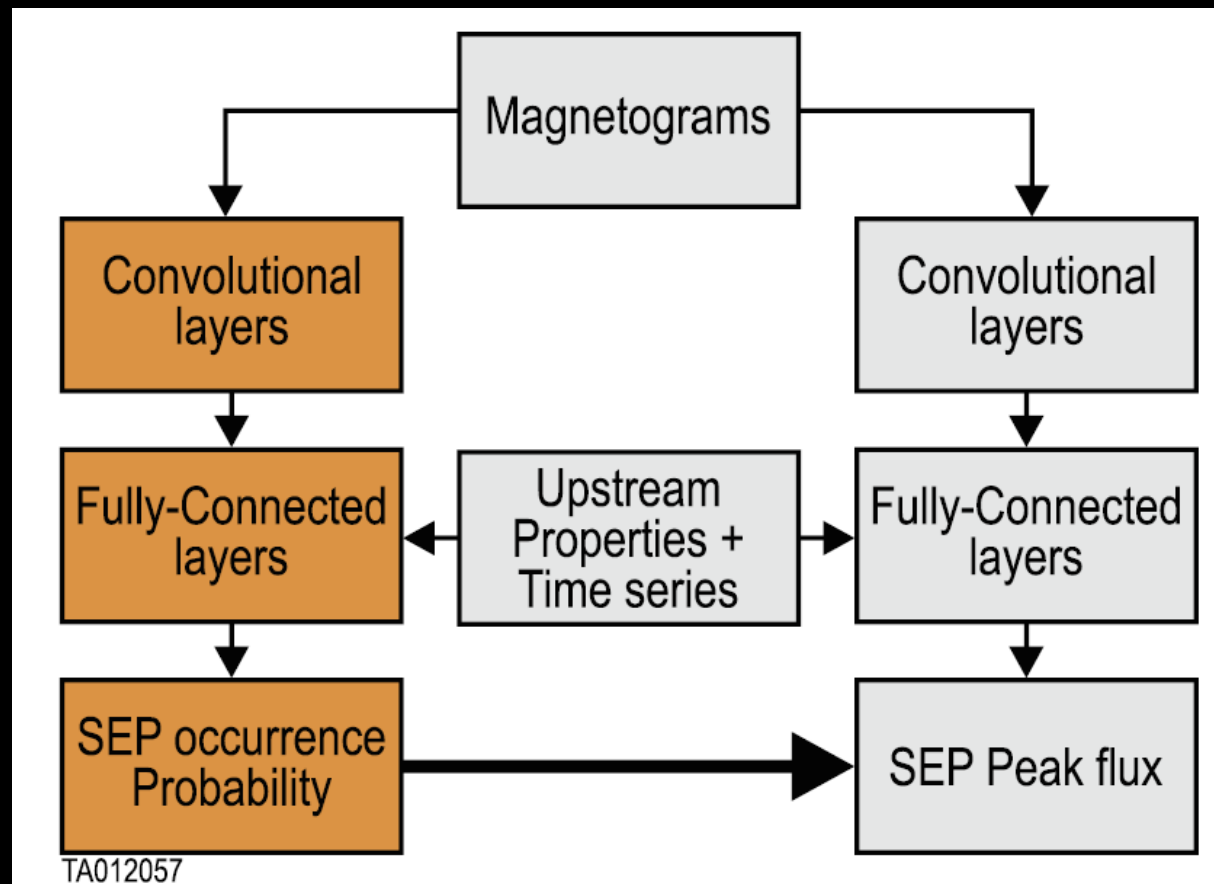 Magnetograms
Convolutional
layers
Convolutional
layers
Fully-Connected
layers
Upstream
Properties +
Time series
Fully-Connected
layers
SEP occurrence
Probability
SEP Peak flux
TA012057